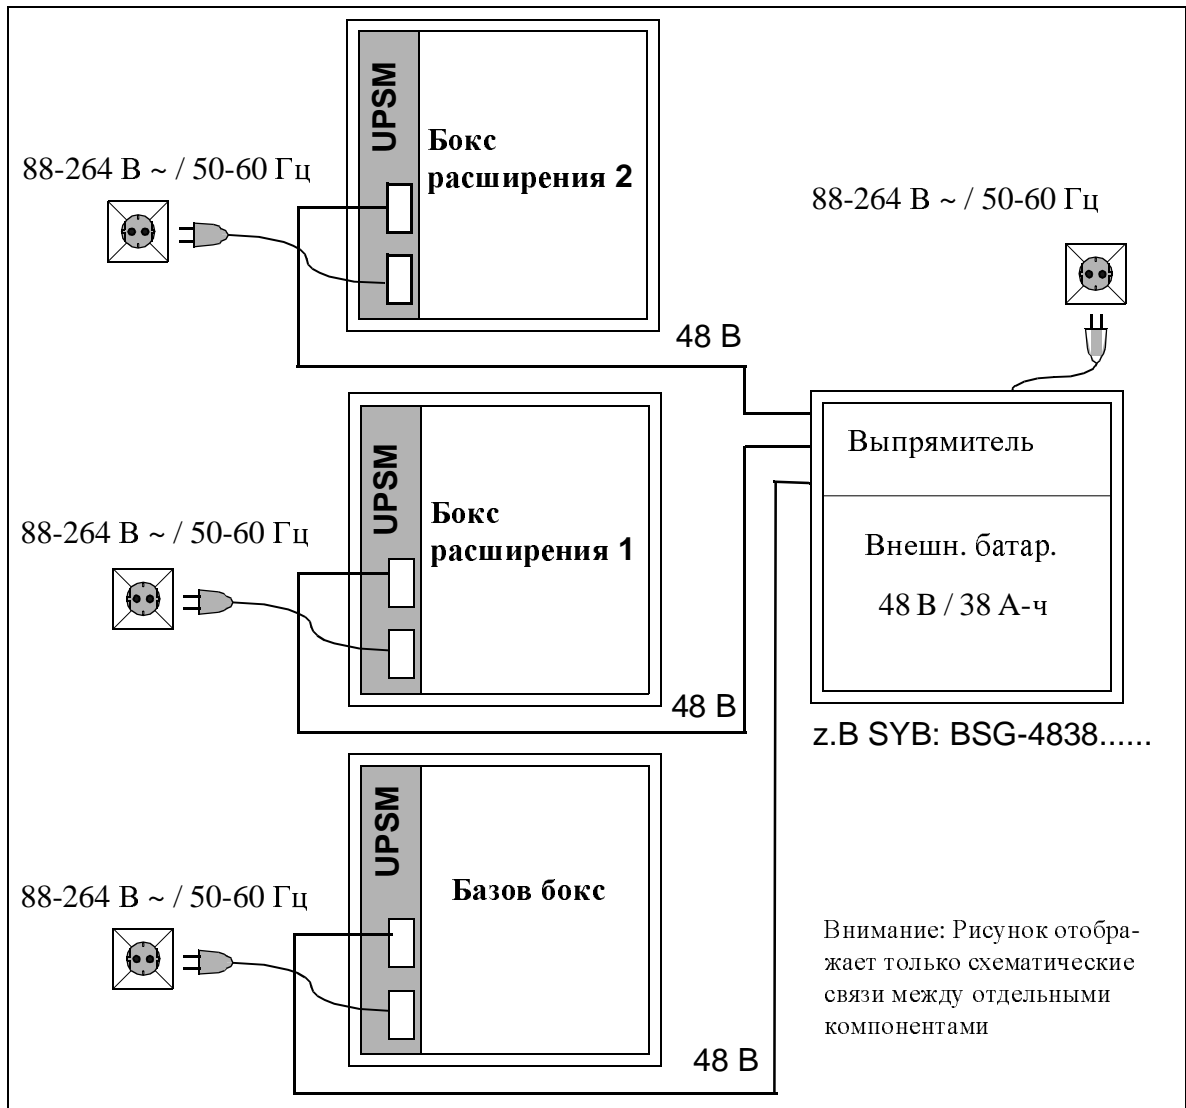 UPSM
Бокс
расширения 2
88-264 В ~ / 50-60 Гц
88-264 В ~ / 50-60 Гц
48 В
UPSM
Бокс
расширения 1
88-264 В ~ / 50-60 Гц
48 В
Выпрямитель
Внешн. батар.
48 В / 38 А-ч
z.B SYB: BSG-4838......
UPSM
Базов бокс
88-264 В ~ / 50-60 Гц
48 В
Внимание: Рисунок отобра-
жает только схематические
связи между отдельными
компонентами